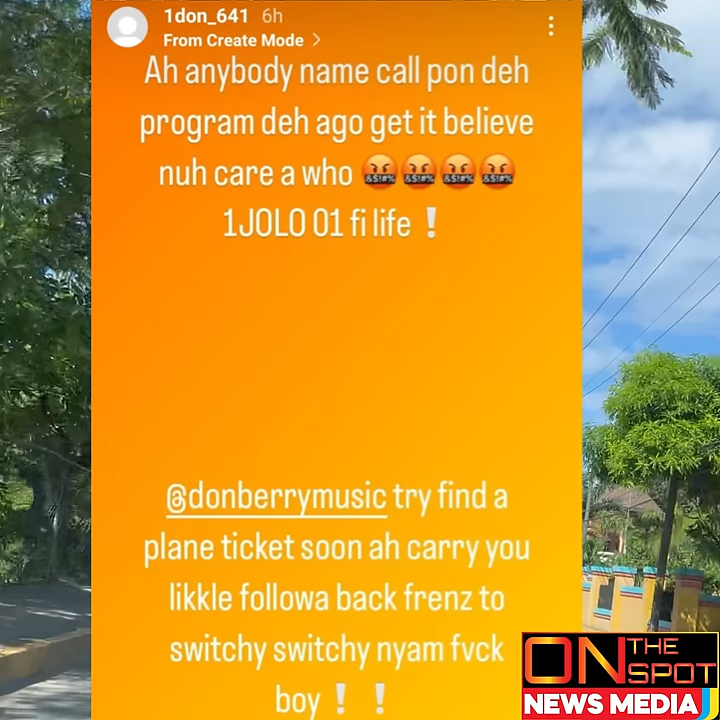 1don_641 6h
From Create Mode >
Ah anybody name call pon deh
program deh ago get it believe
nuh care a who 🤬🤬🤬🤬
1JOLO 01 fi life ❕
@donberrymusic try find a
plane ticket soon ah carry you
likkle followa back frenz to
switchy switchy nyam fvck
boy ❕ ❕
ON THE
SPOT
NEWS MEDIA